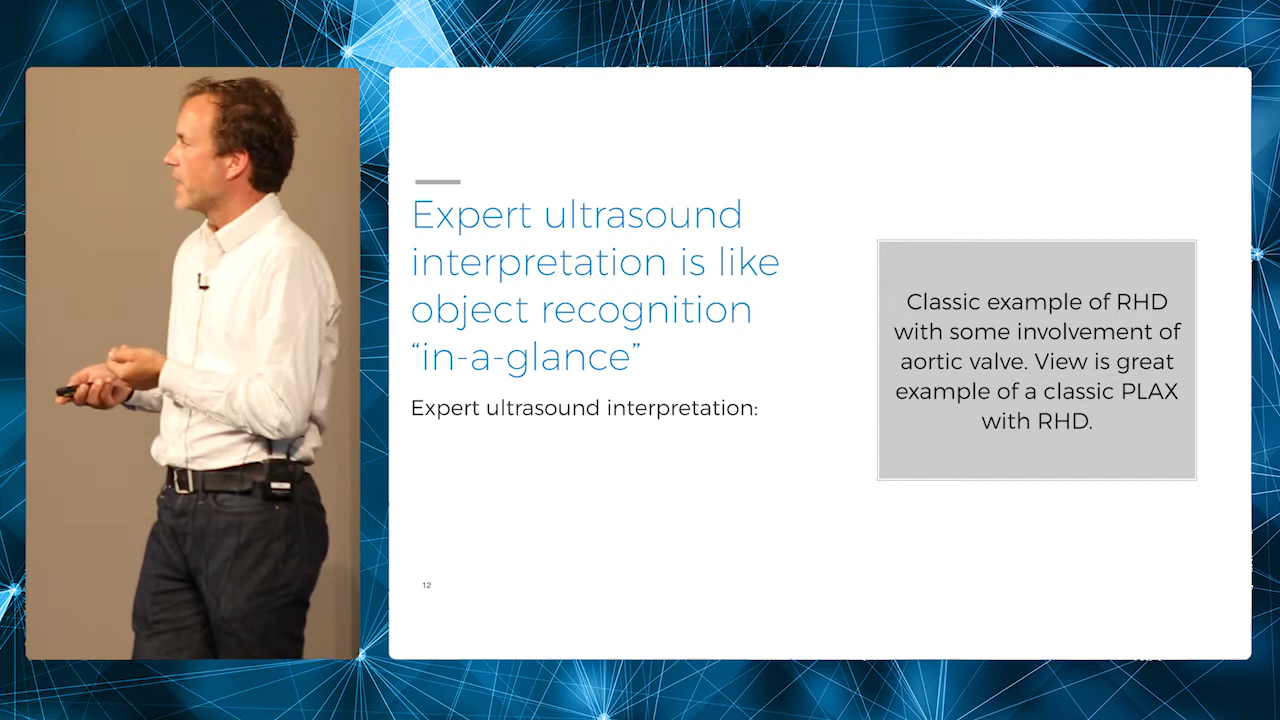 Expert ultrasound
interpretation is like
object recognition
“in-a-glance”
Expert ultrasound interpretation:
Classic example of RHD
with some involvement of
aortic valve. View is great
example of a classic PLAX
with RHD.
12